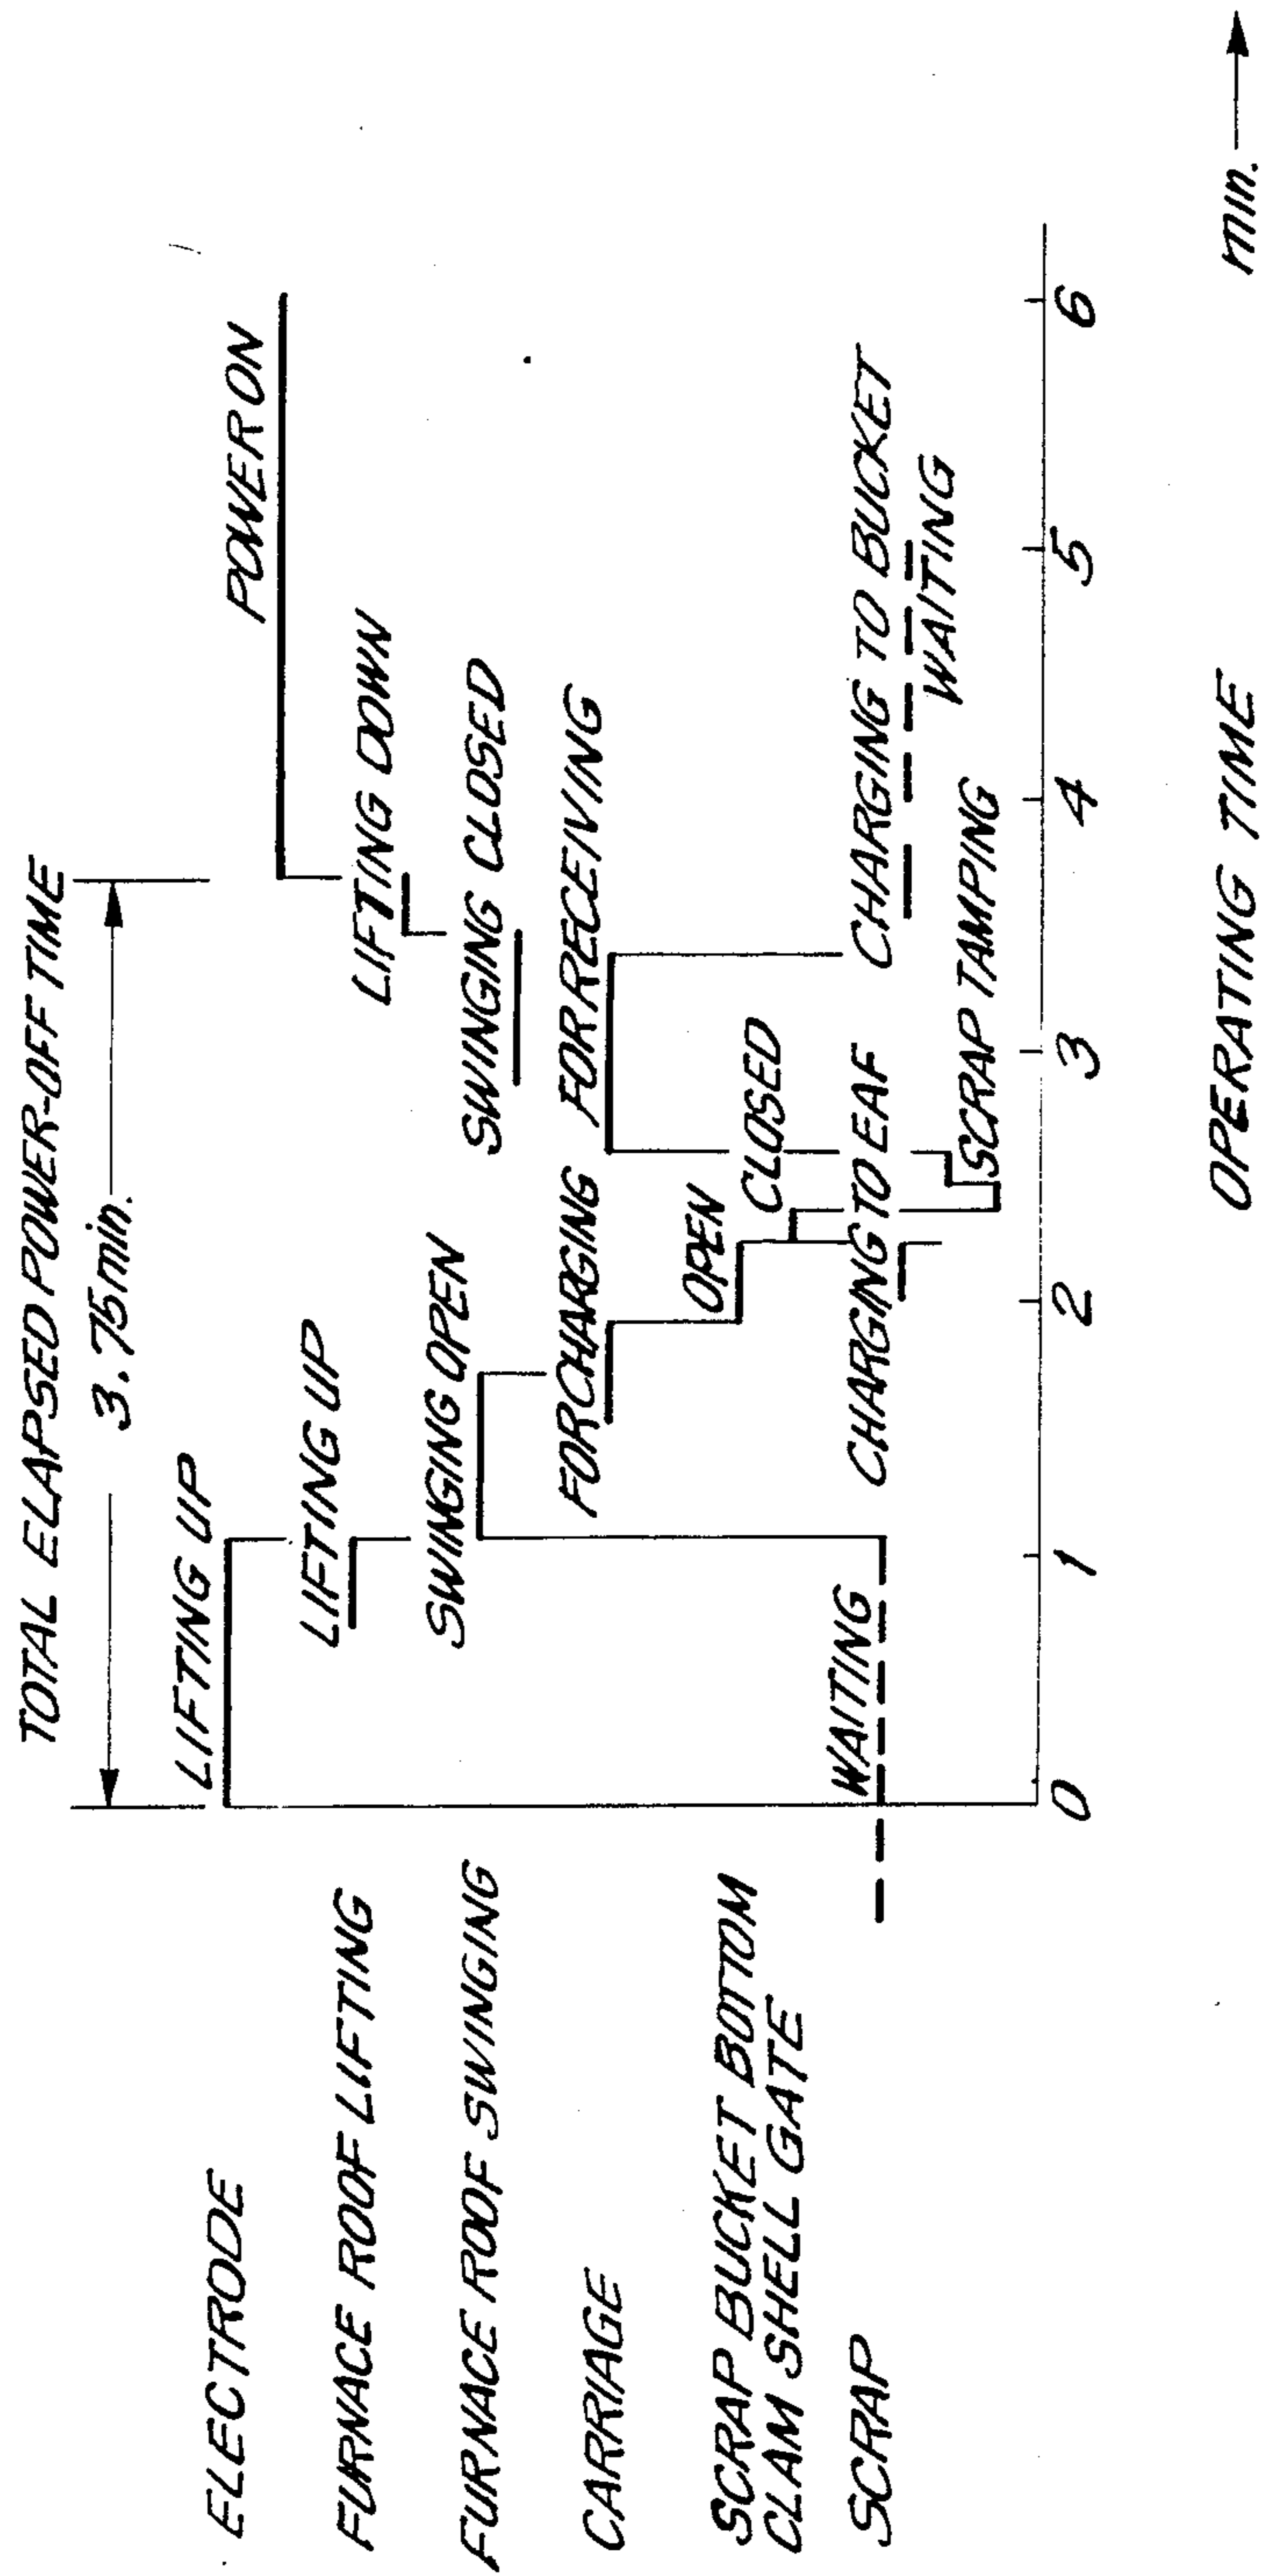 TOTAL ELAPSED POWER-OFF TIME
3.75 min.
ELECTRODE
LIFTING UP
POWER ON
FURNACE ROOF LIFTING
LIFTING UP
LIFTING DOWN
FURNACE ROOF SWINGING
SWINGING OPEN
SWINGING CLOSED
CARRIAGE
FOR CHARGING
FOR RECEIVING
SCRAP BUCKET BOTTOM
CLAM SHELL GATE
OPEN
CLOSED
SCRAP
WAITING
CHARGING TO EAF
CHARGING TO BUCKET
WAITING
SCRAP TAMPING
0 1 2 3 4 5 6
OPERATING TIME
min.